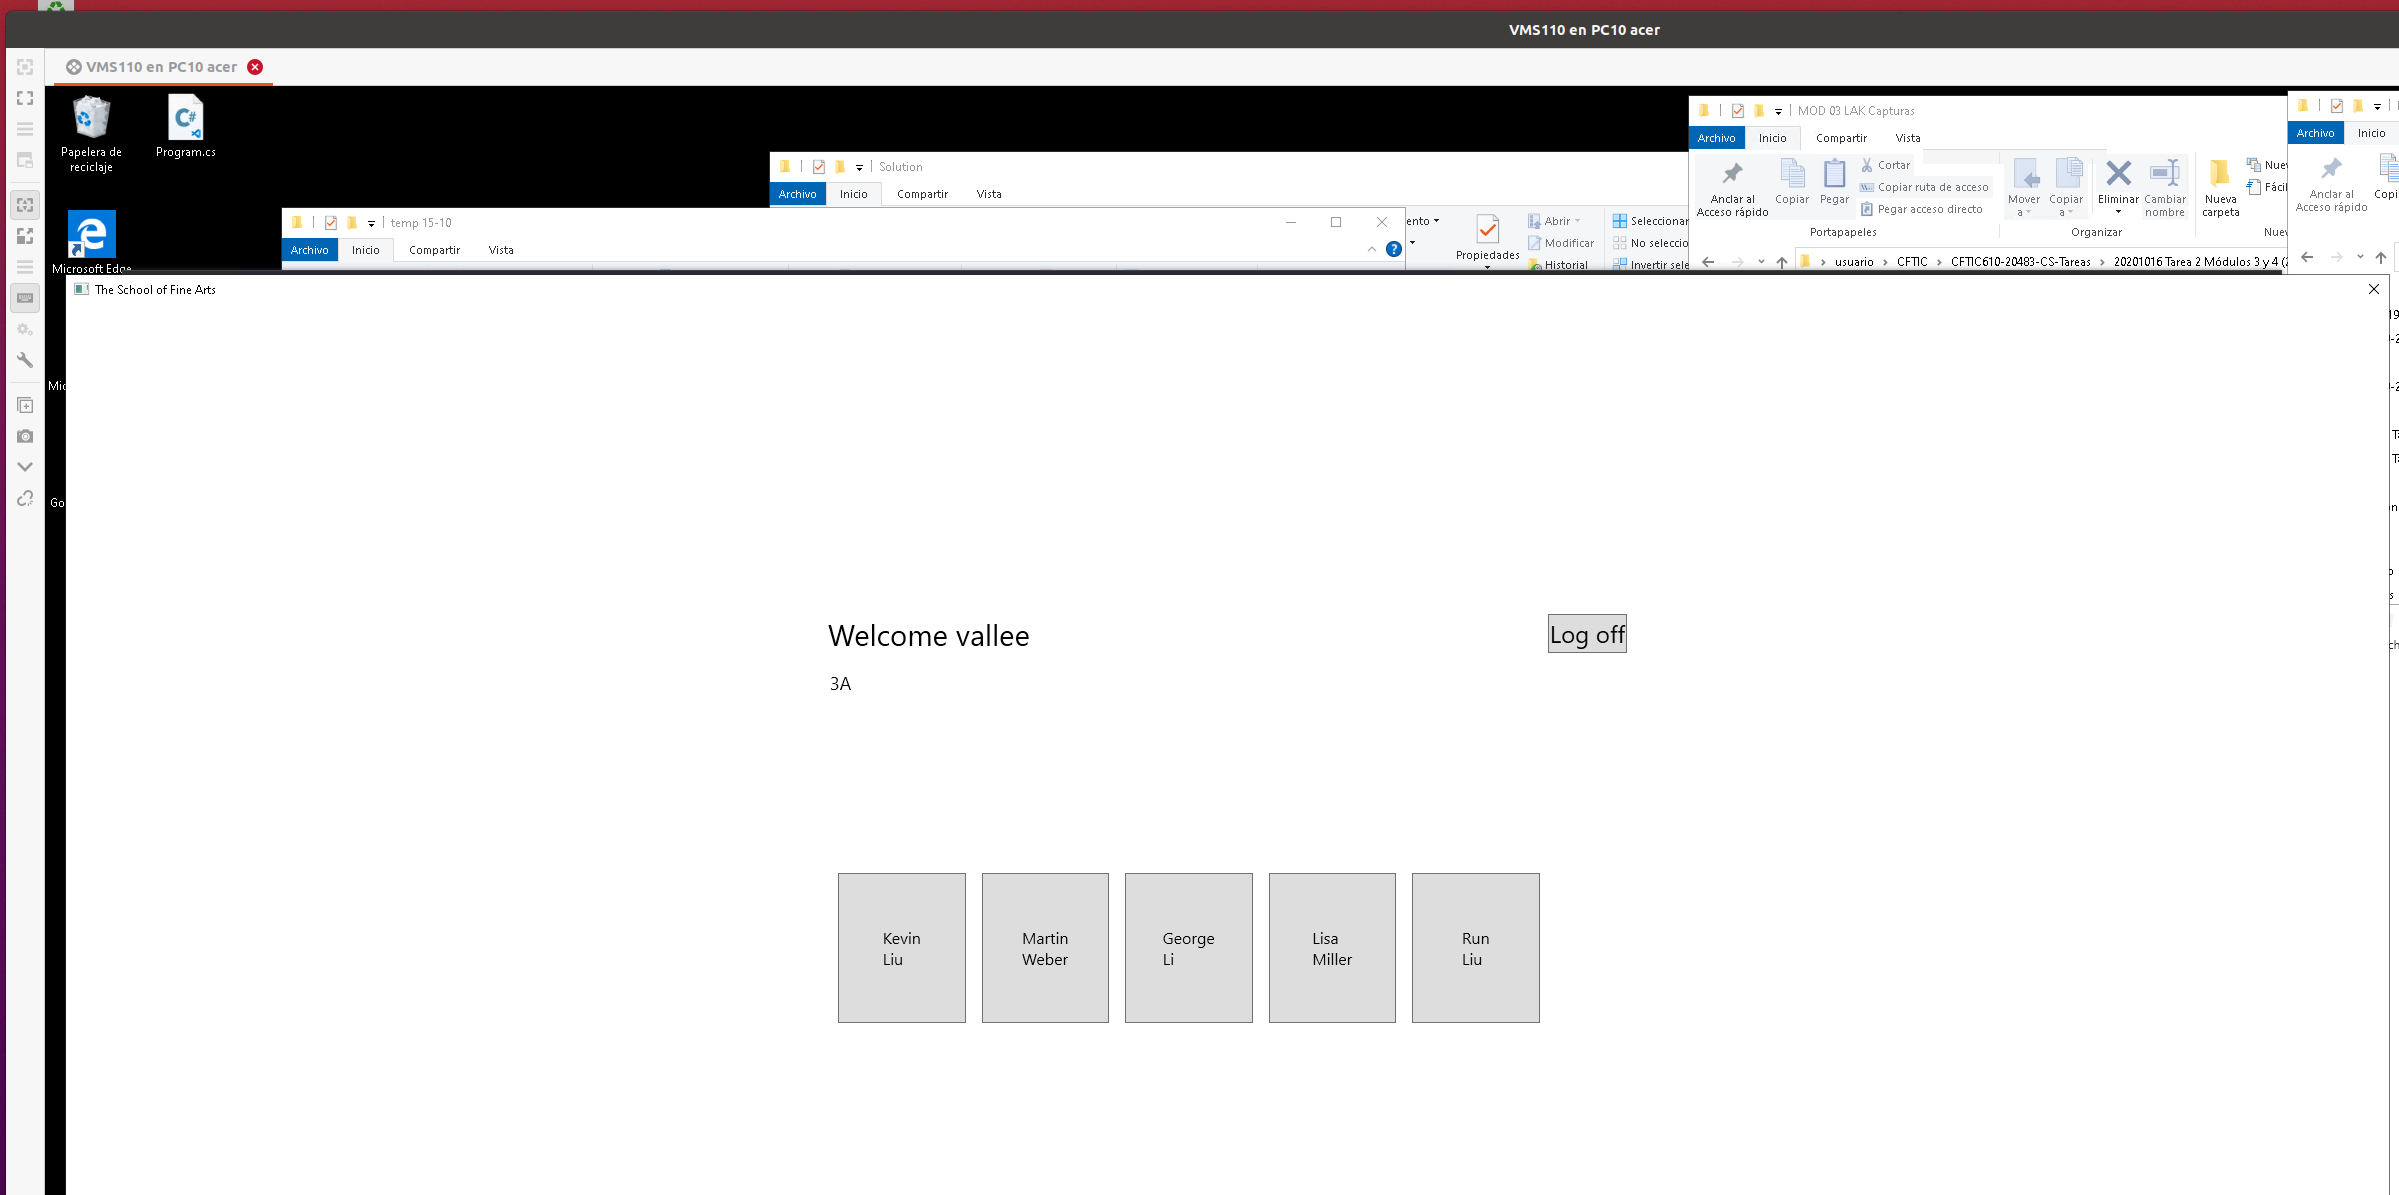 VMS110 en PC10 acer
VMS110 en PC10 acer
Papelera de
reciclaje
Program.cs
Microsoft Edge
Mic
Go
MOD 03 LAK Capturas
Archivo Inicio Compartir Vista
Anclar al
Acceso rápido
Copiar
Pegar
Cortar
Copiar ruta de acceso
Pegar acceso directo
Portapapeles
Mover
a
Copiar
a
Eliminar
Cambiar
nombre
Organizar
Nueva
carpeta
Nuev
Fácil
Nuev
usuario > CFTIC > CFTIC610-20483-CS-Tareas > 20201016 Tarea 2 Módulos 3 y 4 (2
Archivo Inicio
Anclar al
Acceso rápido
Copi
Solution
Archivo Inicio Compartir Vista
ento
Propiedades
Abrir
Modificar
Historial
Seleccionar
No seleccio
Invertir sele
temp 15-10
Archivo Inicio Compartir Vista
The School of Fine Arts
Welcome vallee
Log off
3A
Kevin
Liu
Martin
Weber
George
Li
Lisa
Miller
Run
Liu